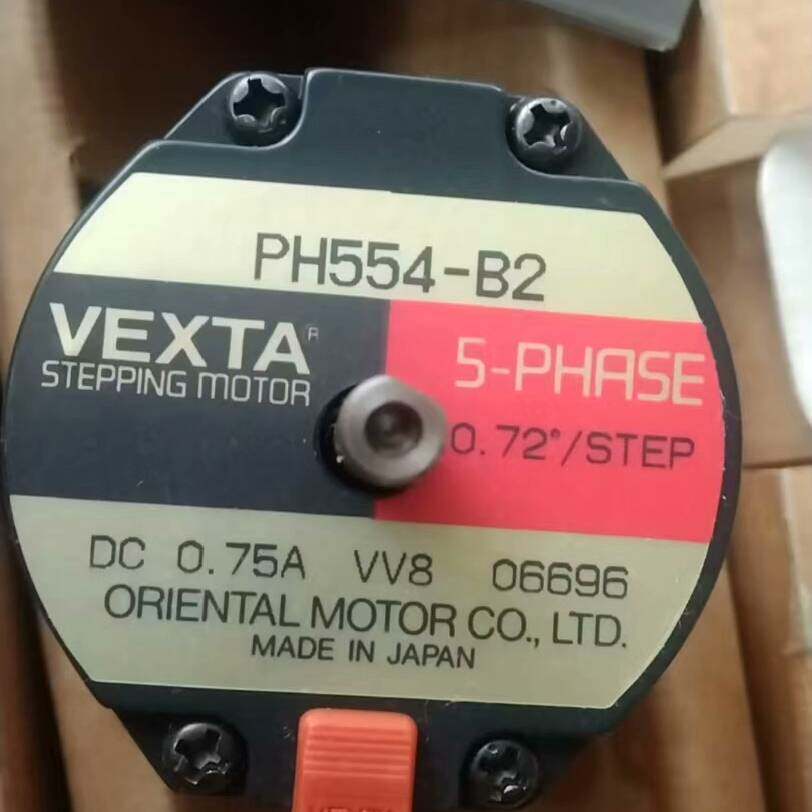 PH554-B2
VEXTA®
STEPPING MOTOR
5-PHASE
0.72°/STEP
DC 0.75A VV8 06696
ORIENTAL MOTOR CO., LTD.
MADE IN JAPAN
VEXTA